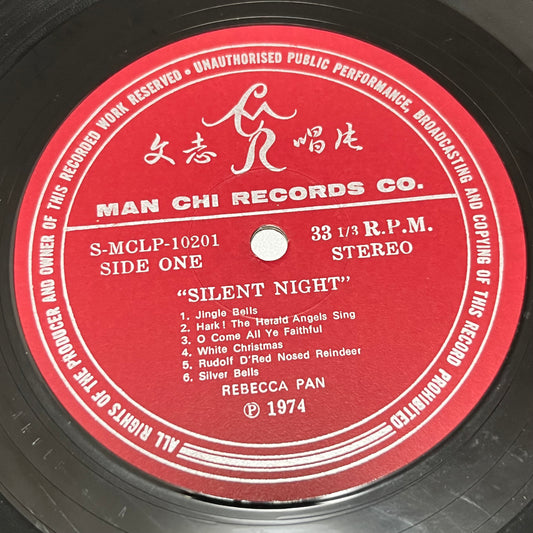 ALL RIGHTS OF THE PRODUCER AND OWNER OF THIS RECORDED WORK RESERVED • UNAUTHORISED PUBLIC PERFORMANCE, BROADCASTING AND COPYING OF THIS RECORD PROHIBITED
文志 唱片
MAN CHI RECORDS CO.
S-MCLP-10201 33 1/3 R.P.M.
SIDE ONE STEREO
"SILENT NIGHT"
1. Jingle Bells
2. Hark! The Herald Angels Sing
3. O Come All Ye Faithful
4. White Christmas
5. Rudolf D'Red Nosed Reindeer
6. Silver Bells
REBECCA PAN
Ⓟ 1974